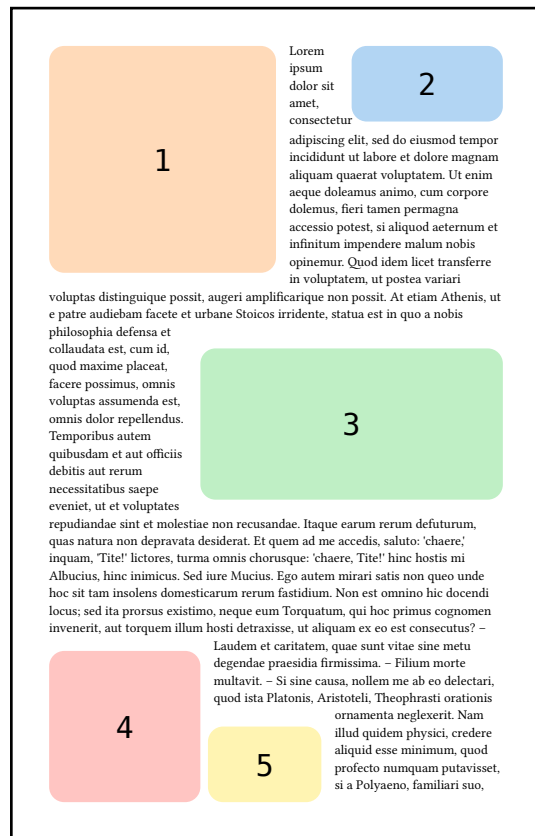 1
Lorem
ipsum
dolor sit
amet,
consectetur
2
adipiscing elit, sed do eiusmod tempor
incididunt ut labore et dolore magnam
aliquam quaerat voluptatem. Ut enim
aeque doleamus animo, cum corpore
dolemus, fieri tamen permagna
accessio potest, si aliquod aeternum et
infinitum impendere malum nobis
opinemur. Quod idem licet transferre
in voluptatem, ut postea variari
voluptas distinguique possit, augeri amplificarique non possit. At etiam Athenis, ut
e patre audiebam facete et urbane Stoicos irridente, statua est in quo a nobis
philosophia defensa et
collaudata est, cum id,
quod maxime placeat,
facere possimus, omnis
voluptas assumenda est,
omnis dolor repellendus.
Temporibus autem
quibusdam et aut officiis
debitis aut rerum
necessitatibus saepe
eveniet, ut et voluptates
3
repudiandae sint et molestiae non recusandae. Itaque earum rerum defuturum,
quas natura non depravata desiderat. Et quem ad me accedis, saluto: 'chaere,'
inquam, 'Tite!' lictores, turma omnis chorusque: 'chaere, Tite!' hinc hostis mi
Albucius, hinc inimicus. Sed iure Mucius. Ego autem mirari satis non queo unde
hoc sit tam insolens domesticarum rerum fastidium. Non est omnino hic docendi
locus; sed ita prorsus existimo, neque eum Torquatum, qui hoc primus cognomen
invenerit, aut torquem illum hosti detraxisse, ut aliquam ex eo est consecutus? –
Laudem et caritatem, quae sunt vitae sine metu
degendae praesidia firmissima. – Filium morte
multavit. – Si sine causa, nollem me ab eo delectari,
quod ista Platonis, Aristoteli, Theophrasti orationis
4
5
ornamenta neglexerit. Nam
illud quidem physici, credere
aliquid esse minimum, quod
profecto numquam putavisset,
si a Polyaeno, familiari suo,